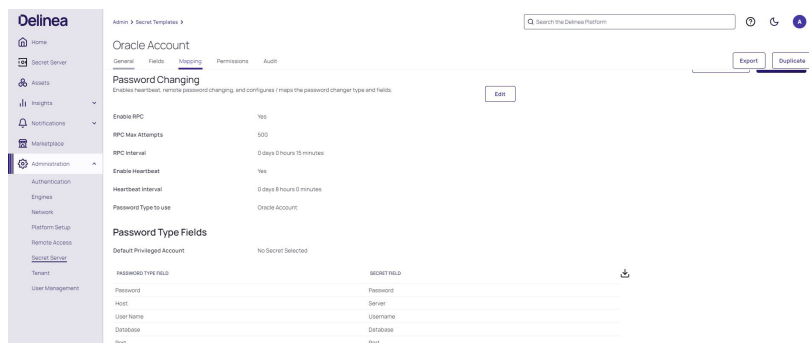 Delinea
Admin > Secret Templates >
Search the Delinea Platform
A
Home
Secret Server
Assets
Insights
Notifications
Marketplace
Administration
Authentication
Engines
Network
Platform Setup
Remote Access
Secret Server
Tenant
User Management
Oracle Account
General Fields Mapping Permissions Audit
Export Duplicate
Password Changing
Enables heartbeat, remote password changing, and configures / maps the password changer type and fields.
Edit
Enable RPC Yes
RPC Max Attempts 500
RPC Interval 0 days 0 hours 15 minutes
Enable Heartbeat Yes
Heartbeat Interval 0 days 8 hours 0 minutes
Password Type to use Oracle Account
Password Type Fields
Default Privileged Account No Secret Selected
PASSWORD TYPE FIELD SECRET FIELD
Password Password
Host Server
User Name Username
Database Database
Port Port